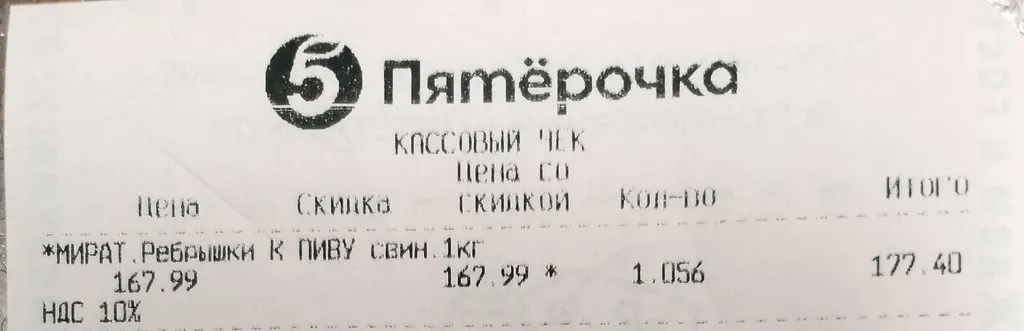 5 Пятёрочка
КАССОВЫЙ ЧЕК
Цена со
Цена Скидка скидкой Кол-во ИТОГО
*МИРАТ.Ребрышки К ПИВУ свин.1кг
167.99 167.99 * 1.056 177.40
НДС 10%